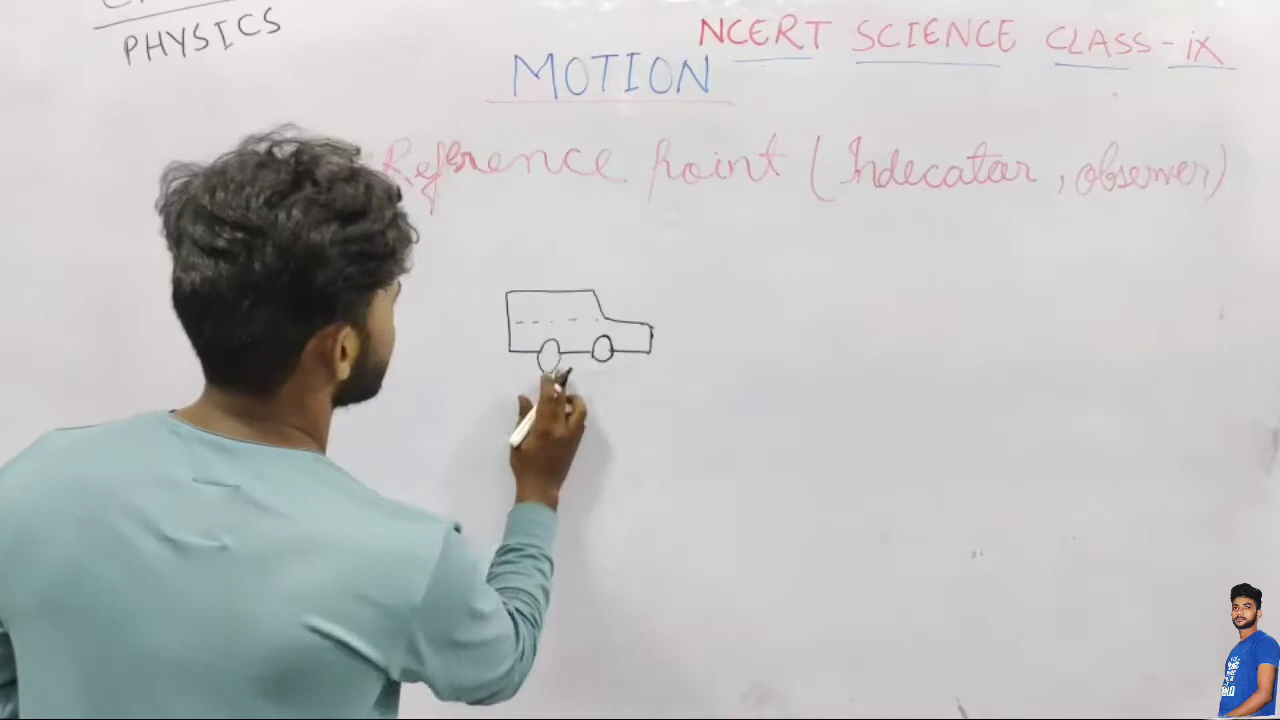 PHYSICS
NCERT SCIENCE CLASS-iX
MOTION
Reference point (Indecatar, observer)